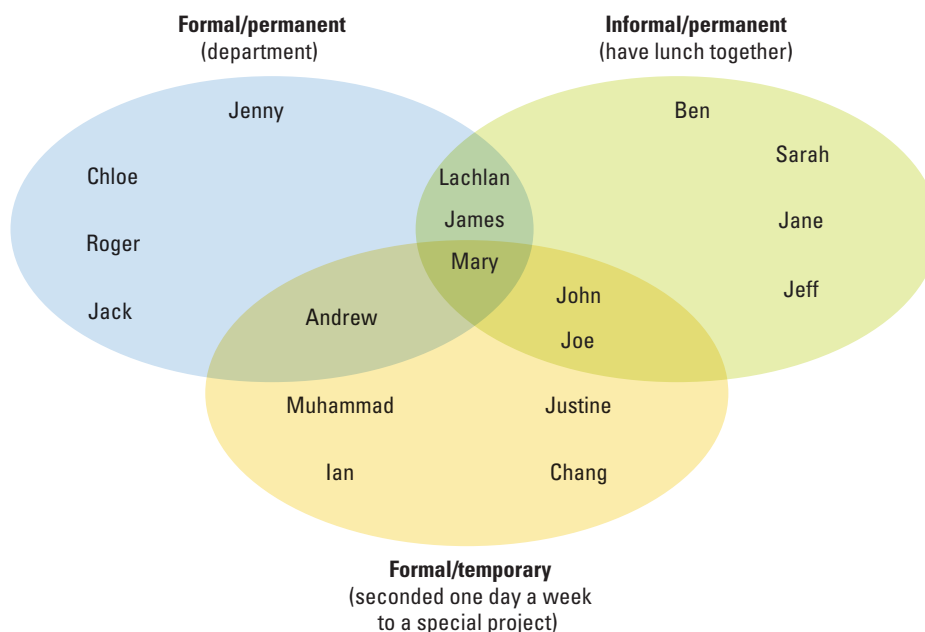 Formal/permanent
(department)
Informal/permanent
(have lunch together)
Jenny
Ben
Sarah
Chloe
Lachlan
James
Jane
Roger
Mary
Jeff
John
Jack
Andrew
Joe
Muhammad
Justine
Ian
Chang
Formal/temporary
(seconded one day a week
to a special project)